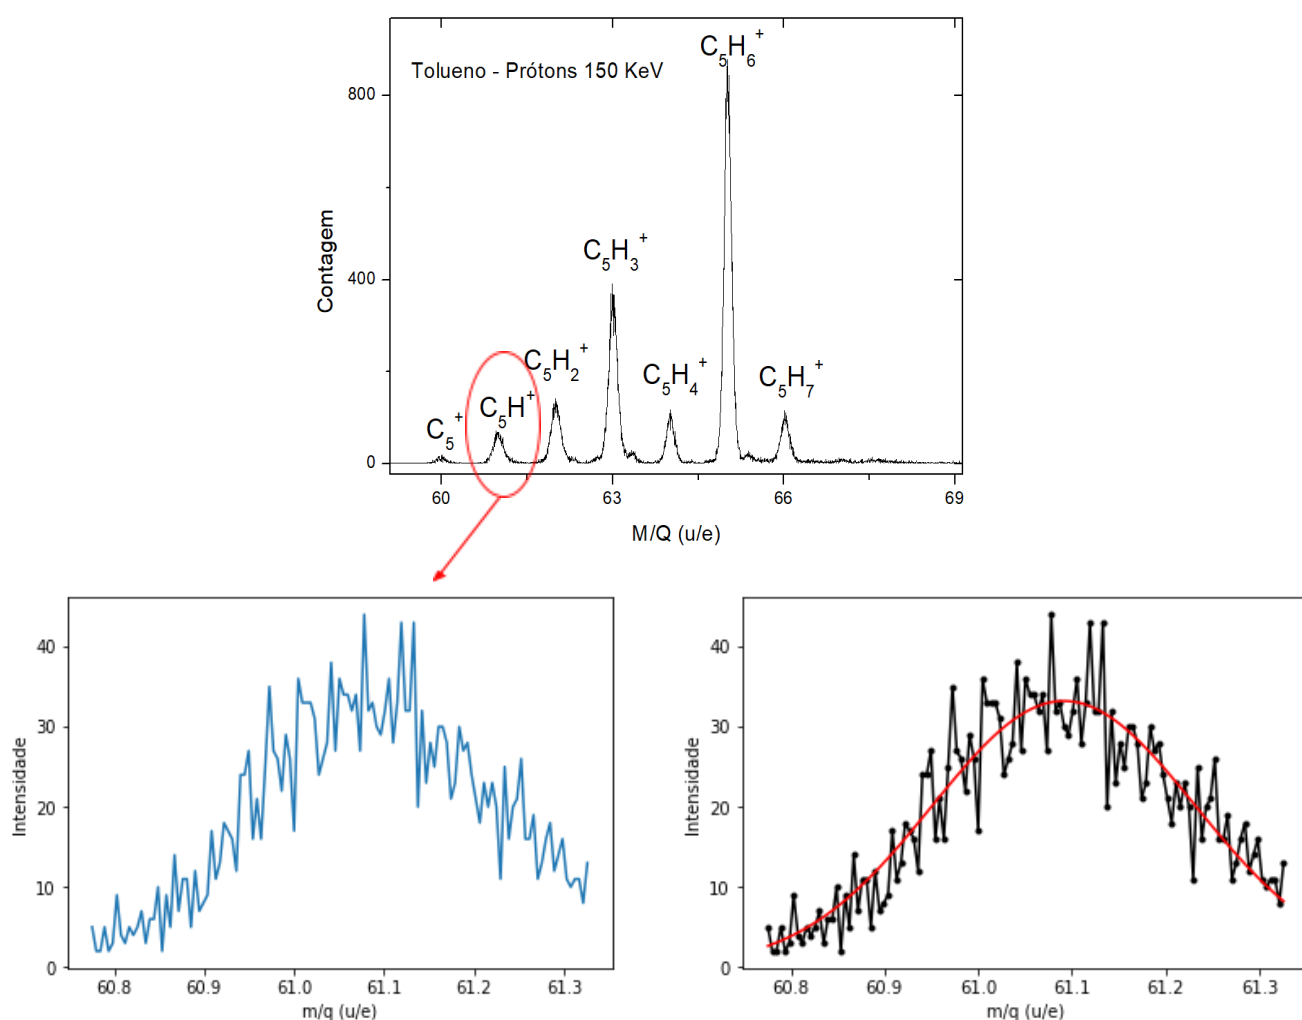 Tolueno - Prótons 150 KeV
C5H6+
C5H3+
C5H2+
C5H4+
C5H7+
C5H+
C5+
Contagem
800
400
0
60 63 66 69
M/Q (u/e)
Intensidade
40
30
20
10
0
60.8 60.9 61.0 61.1 61.2 61.3
m/q (u/e)
Intensidade
40
30
20
10
0
60.8 60.9 61.0 61.1 61.2 61.3
m/q (u/e)